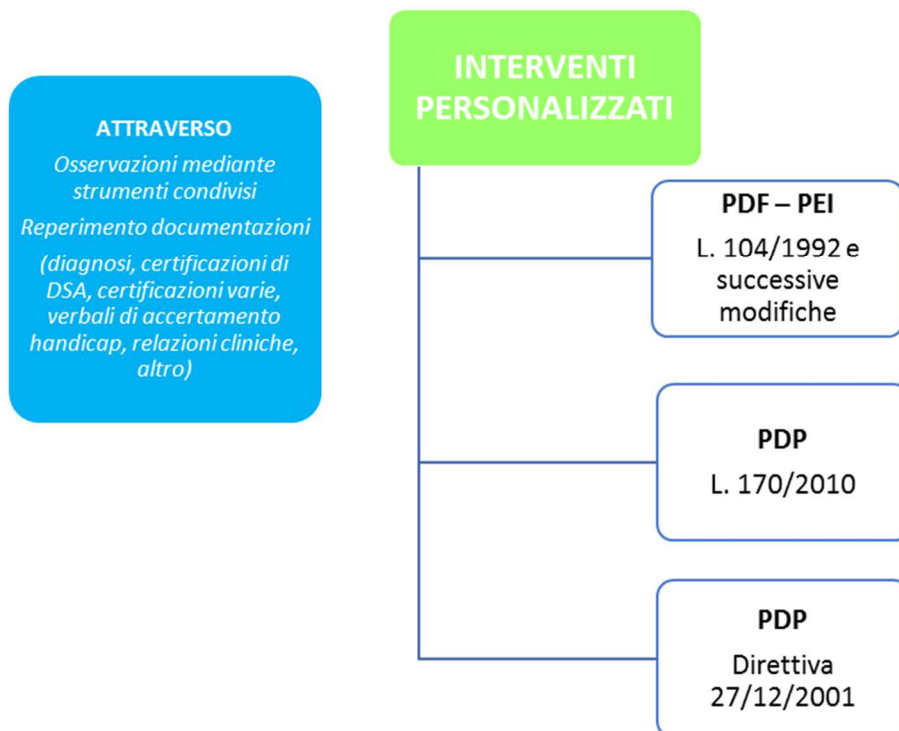 INTERVENTI
PERSONALIZZATI
ATTRAVERSO
Osservazioni mediante
strumenti condivisi
Reperimento documentazioni
(diagnosi, certificazioni di
DSA, certificazioni varie,
verbali di accertamento
handicap, relazioni cliniche,
altro)
PDF – PEI
L. 104/1992 e
successive
modifiche
PDP
L. 170/2010
PDP
Direttiva
27/12/2001